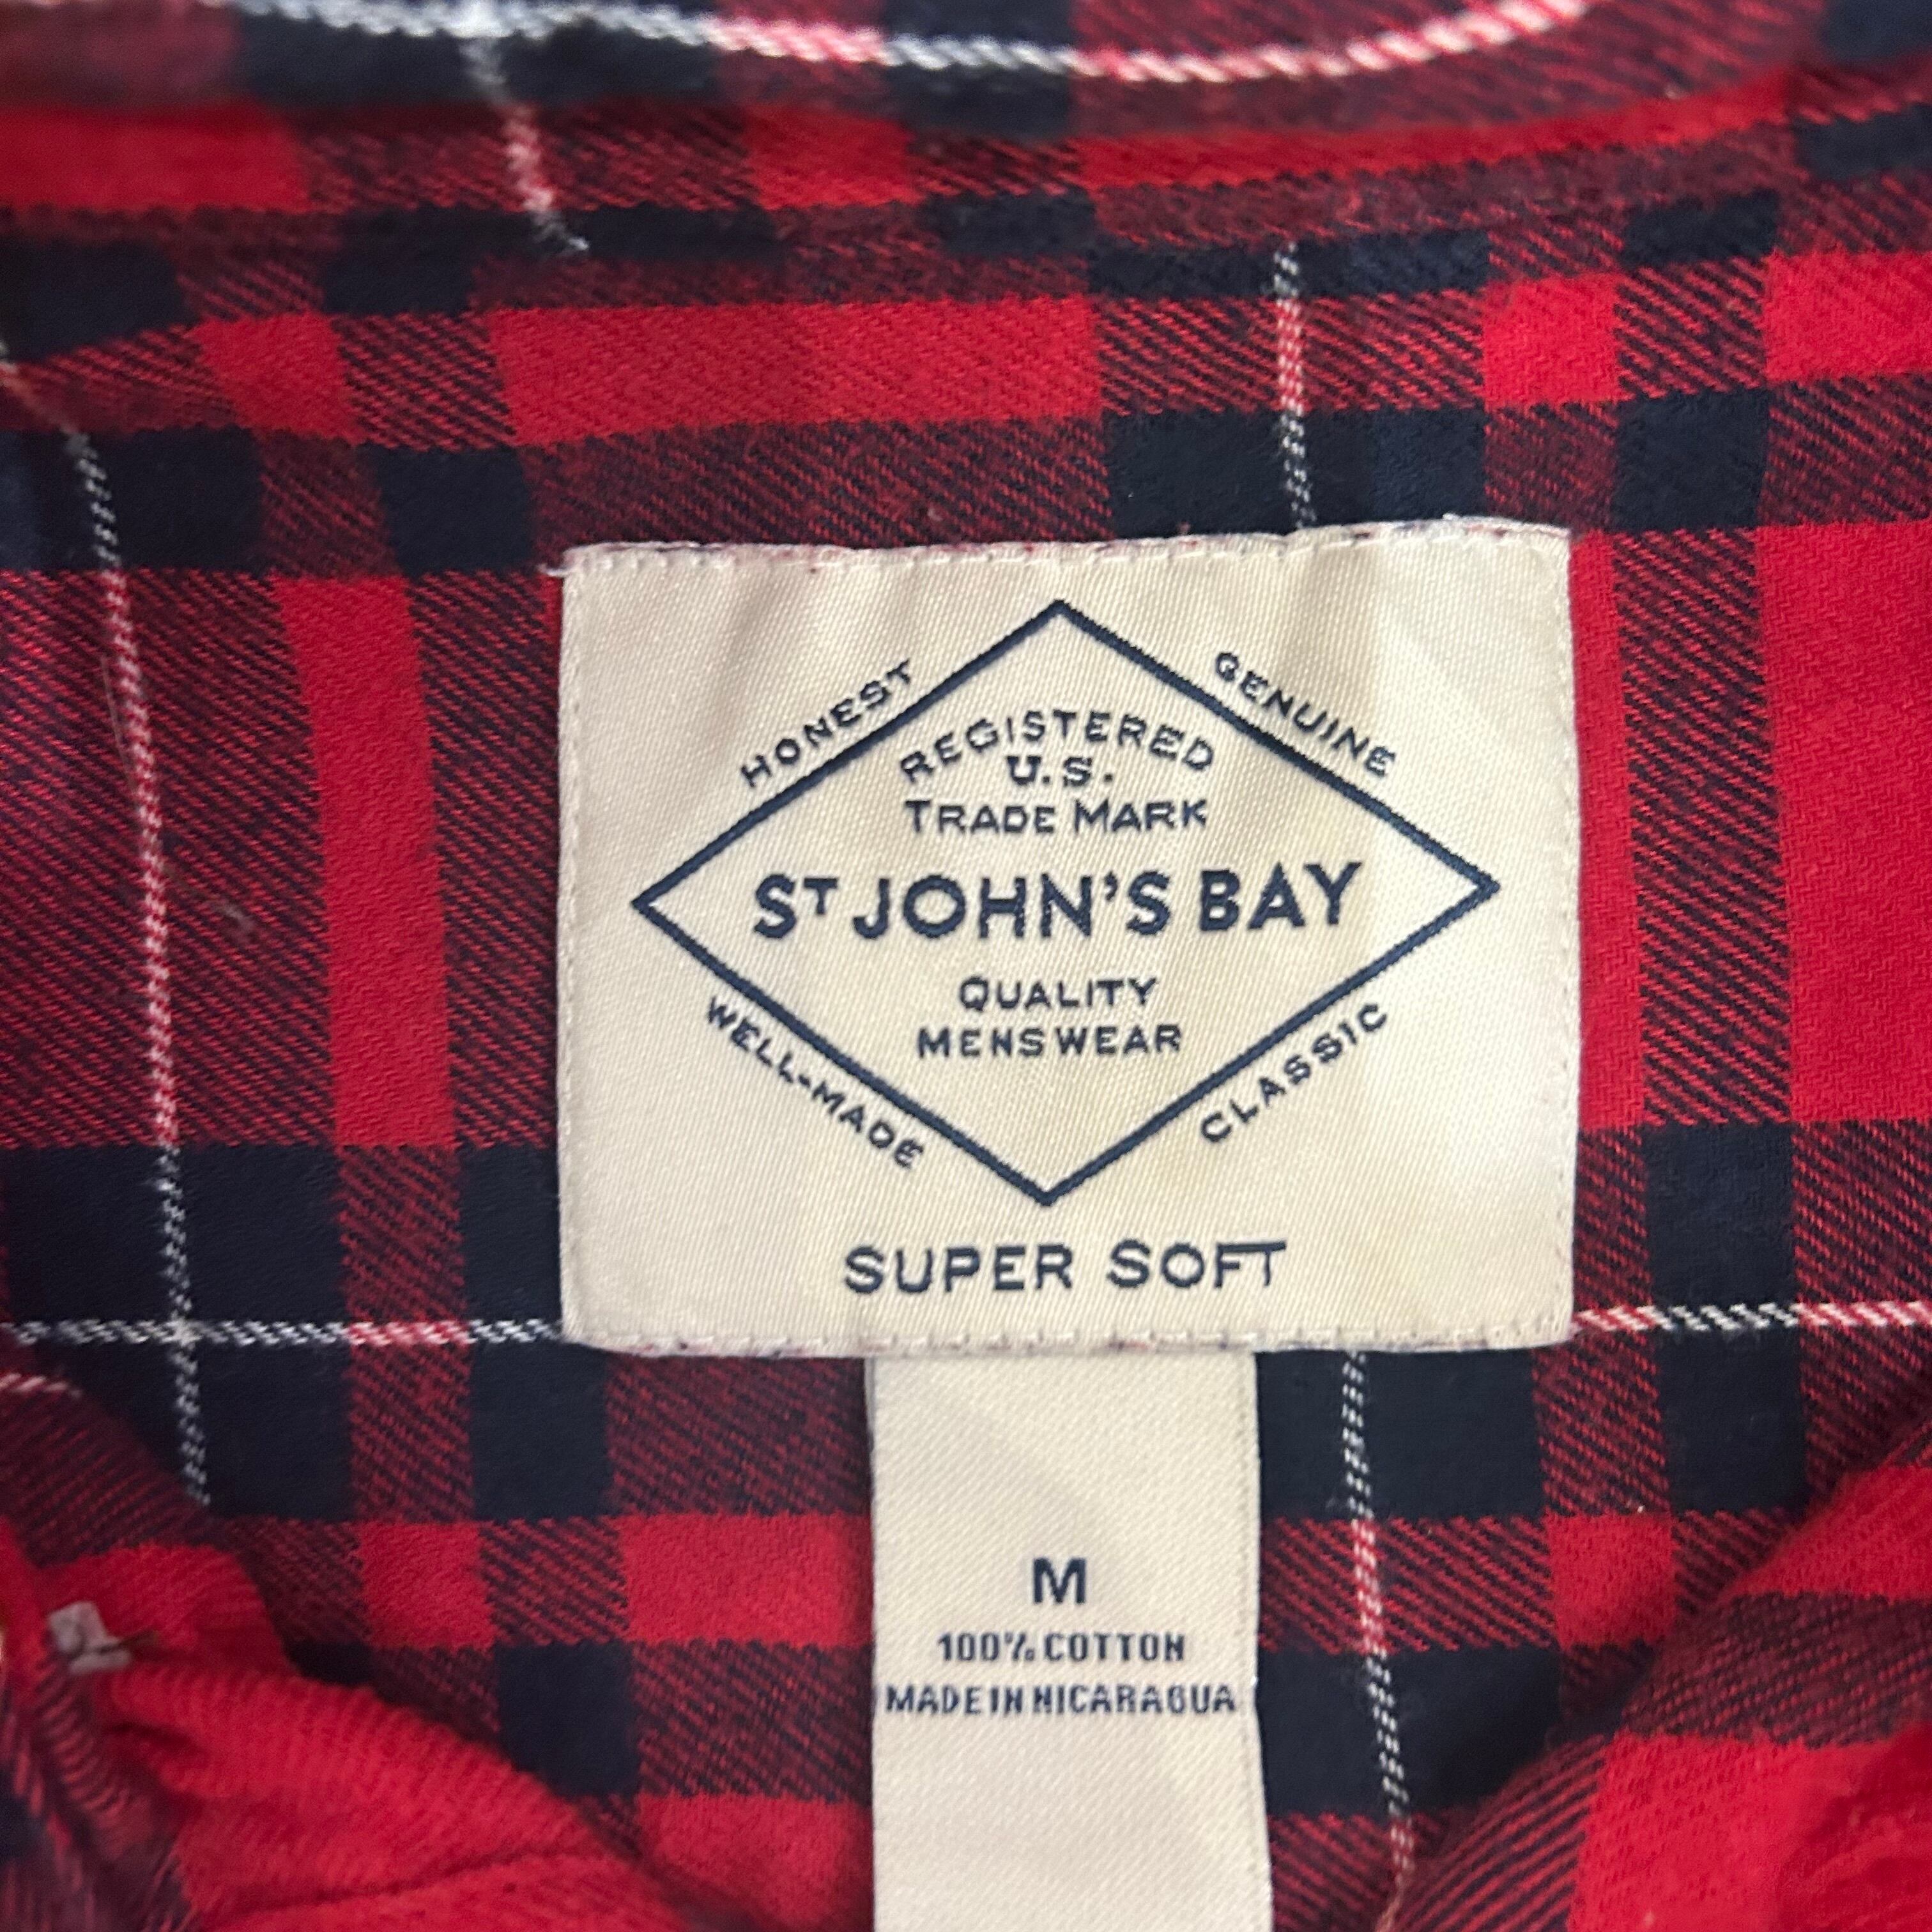 HONEST
GENUINE
REGISTERED
U.S.
TRADE MARK
ST JOHN'S BAY
QUALITY
MENSWEAR
WELL-MADE
CLASSIC
SUPER SOFT
M
100% COTTON
MADE IN NICARAGUA